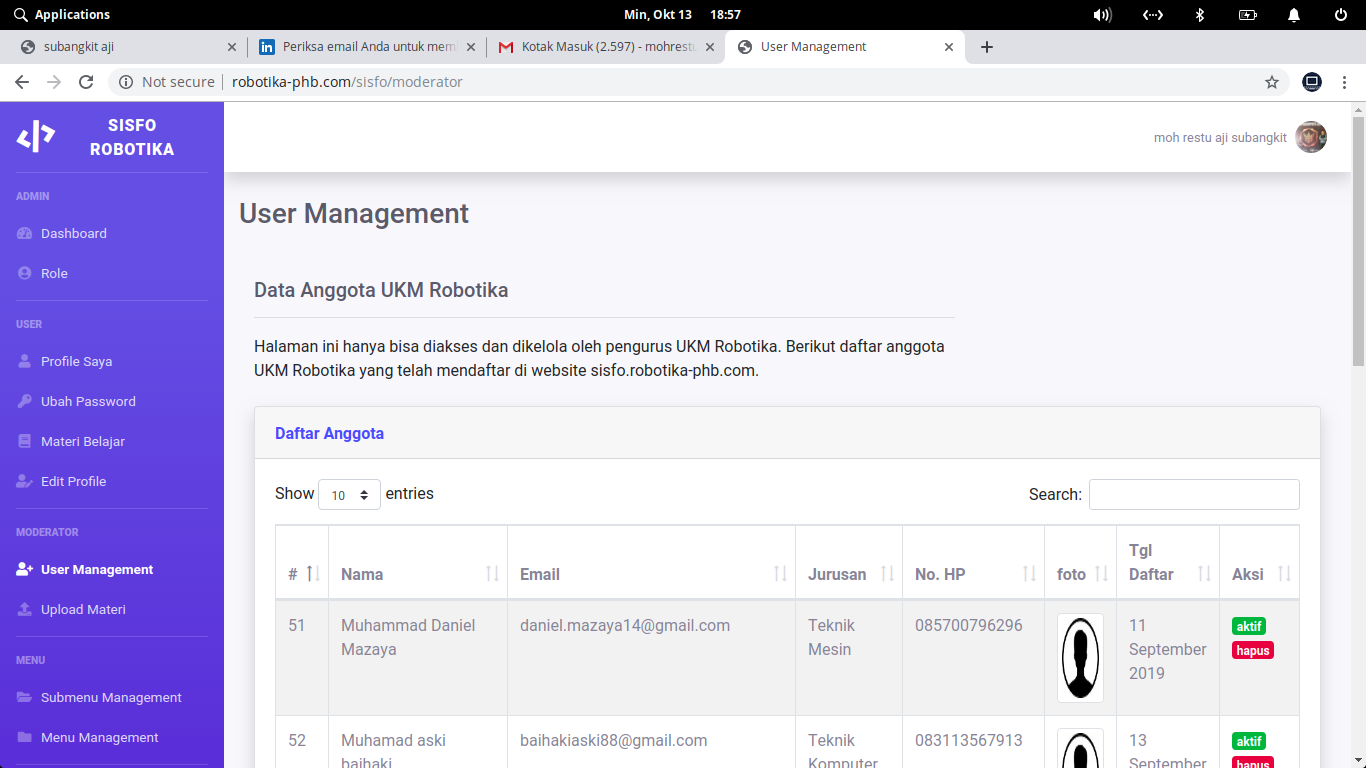 Applications
Min, Okt 13 18:57
subangkit aji
Periksa email Anda untuk mem
Kotak Masuk (2.597) - mohrest
User Management
Not secure
robotika-phb.com/sisfo/moderator
SISFO
ROBOTIKA
moh restu aji subangkit
ADMIN
Dashboard
Role
USER
Profile Saya
Ubah Password
Materi Belajar
Edit Profile
MODERATOR
User Management
Upload Materi
MENU
Submenu Management
Menu Management
User Management
Data Anggota UKM Robotika
Halaman ini hanya bisa diakses dan dikelola oleh pengurus UKM Robotika. Berikut daftar anggota
UKM Robotika yang telah mendaftar di website sisfo.robotika-phb.com.
Daftar Anggota
Show 10 entries
Search:
# Nama Email Jurusan No. HP foto Tgl Daftar Aksi
51 Muhammad Daniel daniel.mazaya14@gmail.com Teknik 085700796296 11 aktif
Mazaya Mesin September hapus
2019
52 Muhamad aski baihakiaski88@gmail.com Teknik 083113567913 13 aktif
baihaki Komputer September hapus